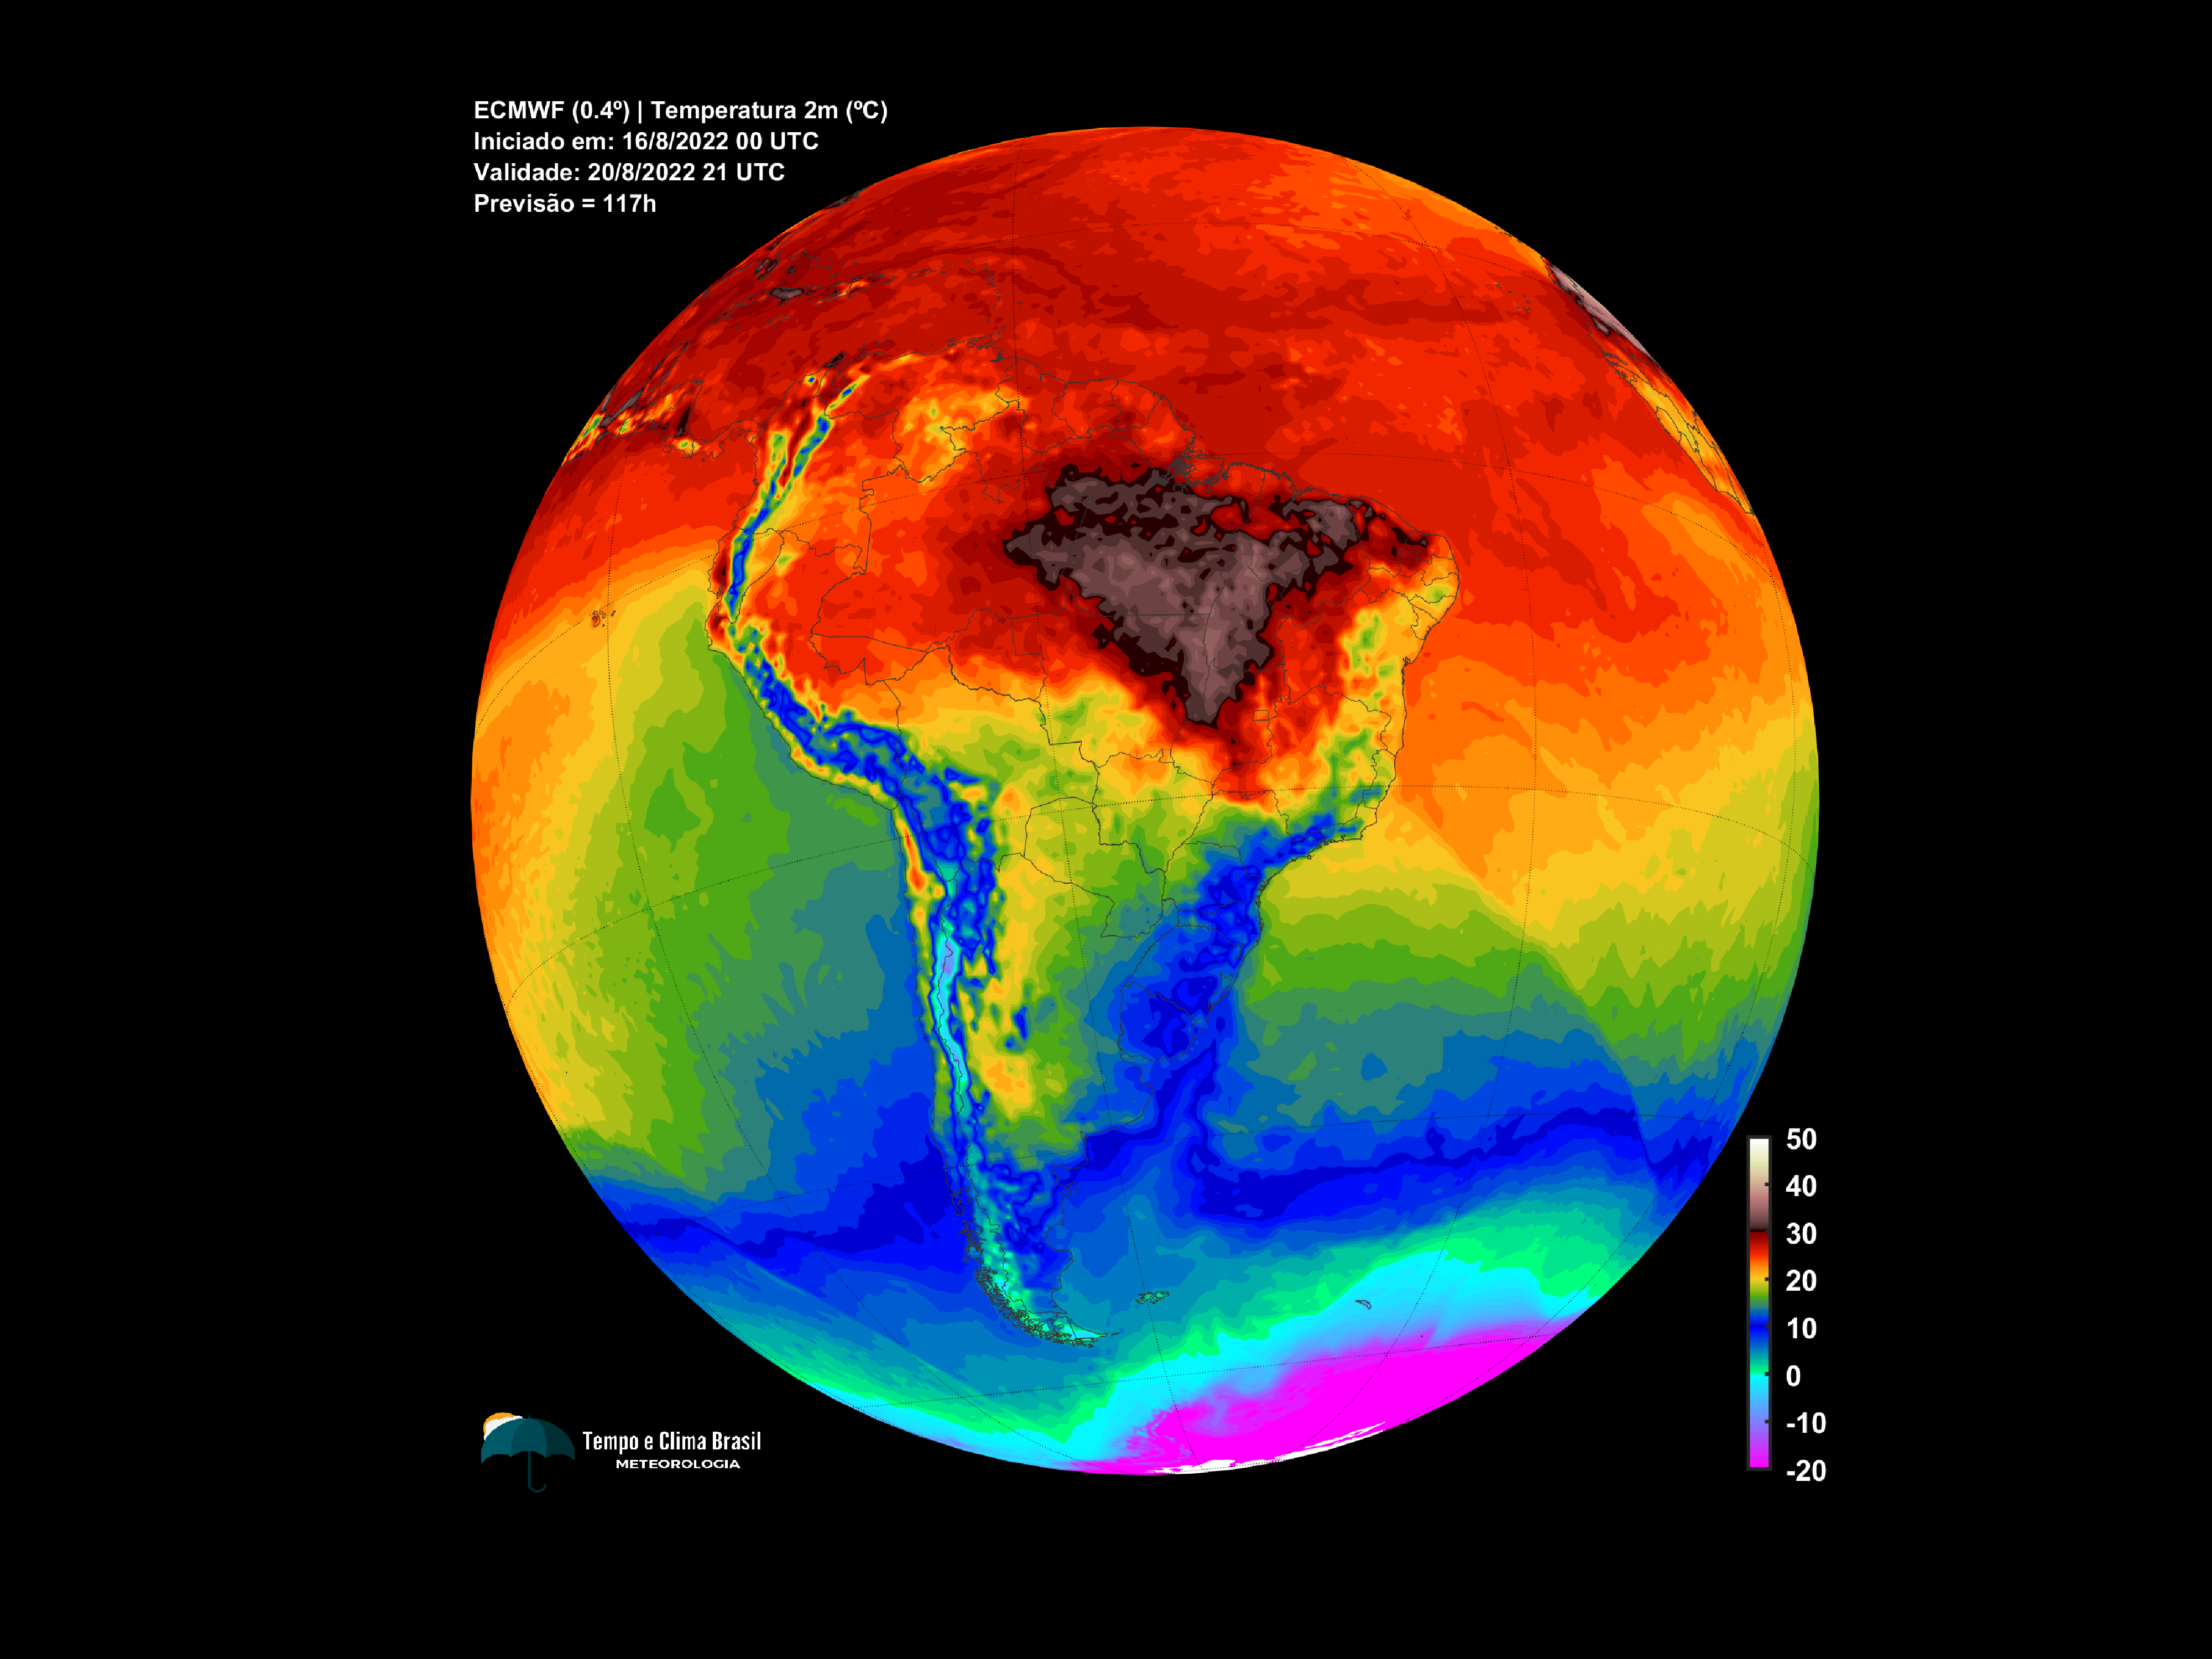 ECMWF (0.4º) | Temperatura 2m (ºC)
Iniciado em: 16/8/2022 00 UTC
Validade: 20/8/2022 21 UTC
Previsão = 117h
50
40
30
20
10
0
-10
-20
Tempo e Clima Brasil
METEOROLOGIA